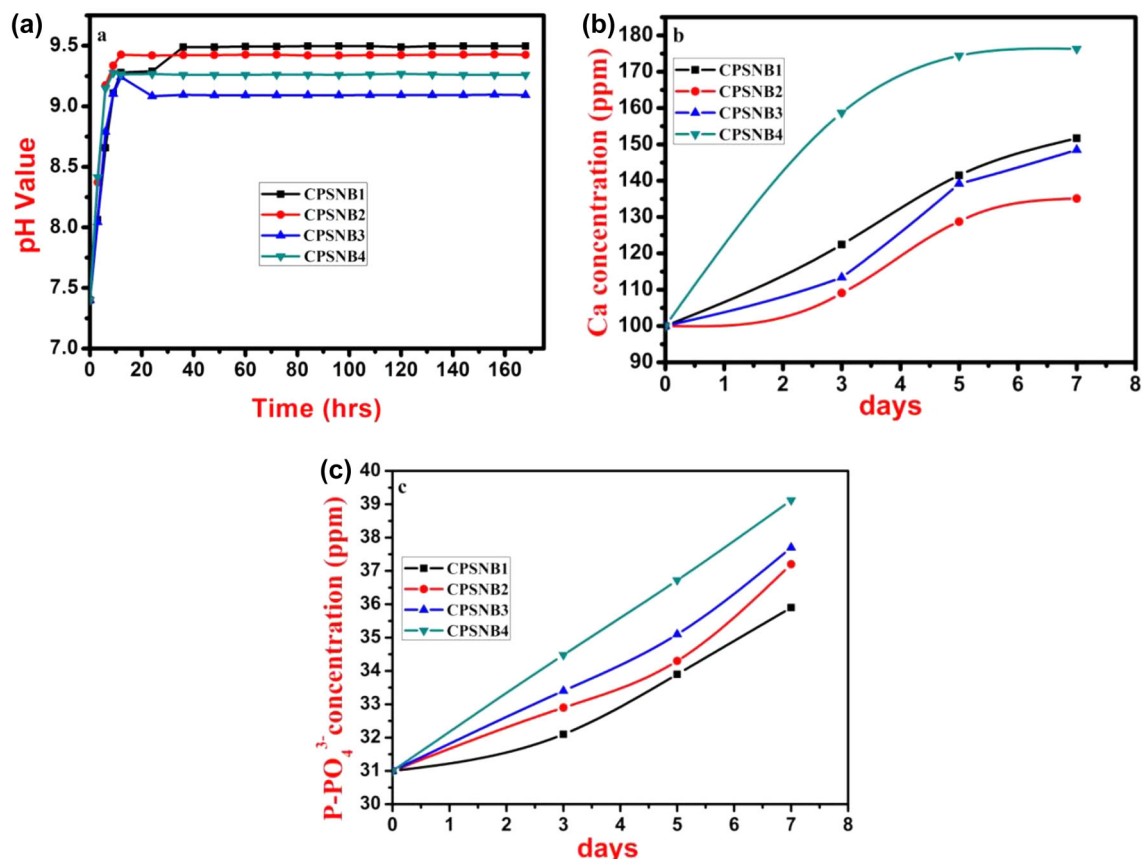 (a)
a
9.5
9.0
8.5
8.0
7.5
7.0
pH Value
CPSNB1
CPSNB2
CPSNB3
CPSNB4
0 20 40 60 80 100 120 140 160
Time (hrs)
(b)
b
180
170
160
150
140
130
120
110
100
90
Ca concentration (ppm)
CPSNB1
CPSNB2
CPSNB3
CPSNB4
0 2 3 4 5 6 7 8
days
(c)
c
40
39
38
37
36
35
34
33
32
31
30
P-PO₄³⁻ concentration (ppm)
CPSNB1
CPSNB2
CPSNB3
CPSNB4
0 2 3 4 5 6 7 8
days